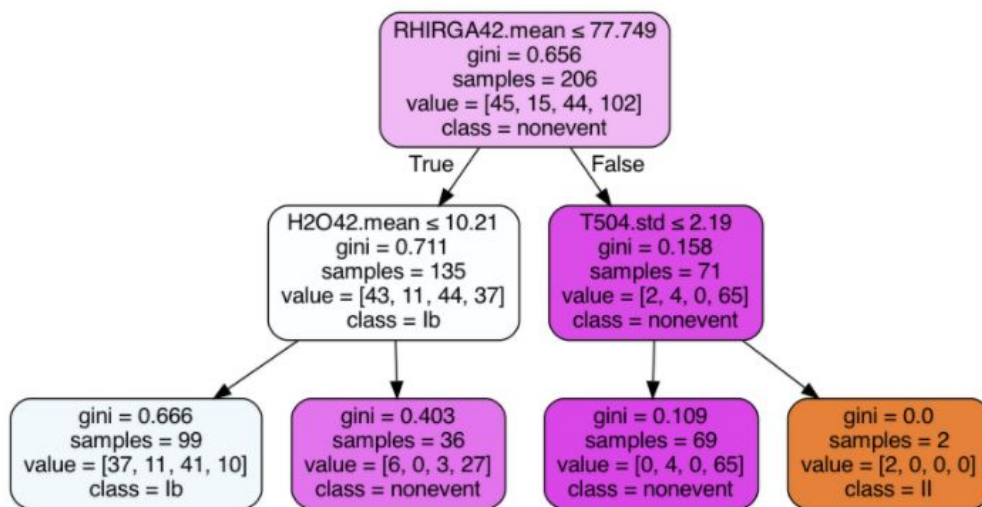 RHIRGA42.mean ≤ 77.749
gini = 0.656
samples = 206
value = [45, 15, 44, 102]
class = nonevent
True
False
H2O42.mean ≤ 10.21
gini = 0.711
samples = 135
value = [43, 11, 44, 37]
class = Ib
T504.std ≤ 2.19
gini = 0.158
samples = 71
value = [2, 4, 0, 65]
class = nonevent
gini = 0.666
samples = 99
value = [37, 11, 41, 10]
class = Ib
gini = 0.403
samples = 36
value = [6, 0, 3, 27]
class = nonevent
gini = 0.109
samples = 69
value = [0, 4, 0, 65]
class = nonevent
gini = 0.0
samples = 2
value = [2, 0, 0, 0]
class = II